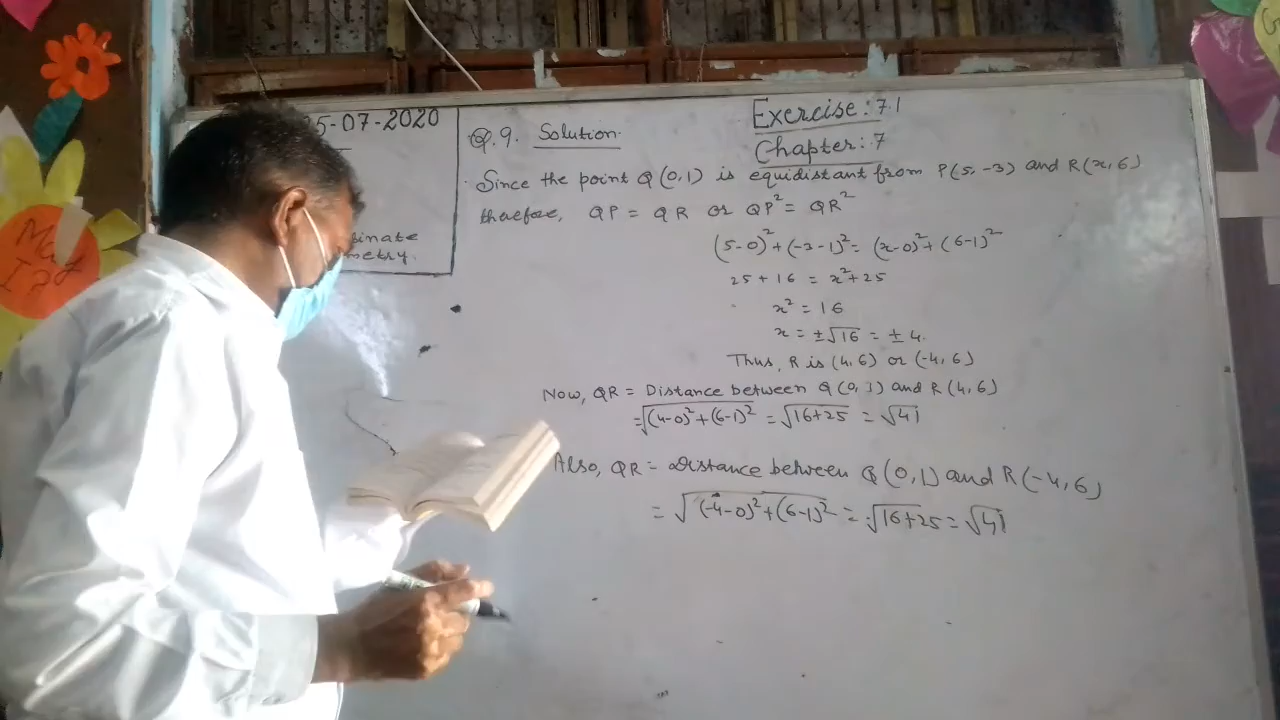 5-07-2020
Exercise: 7.1
Chapter: 7
Q.9. Solution.
Since the point Q(0,1) is equidistant from P(5,-3) and R(x,6)
therefore, QP = QR or QP² = QR²
(5-0)²+(-3-1)² = (x-0)²+(6-1)²
25+16 = x²+25
x² = 16
x = ±√16 = ±4.
Thus, R is (4,6) or (-4,6)
Now, QR = Distance between Q(0,1) and R(4,6)
=√(4-0)²+(6-1)² = √16+25 = √41
Also, QR = Distance between Q(0,1) and R(-4,6)
= √(-4-0)²+(6-1)² = √16+25 = √41
inate
metry.
May
I?